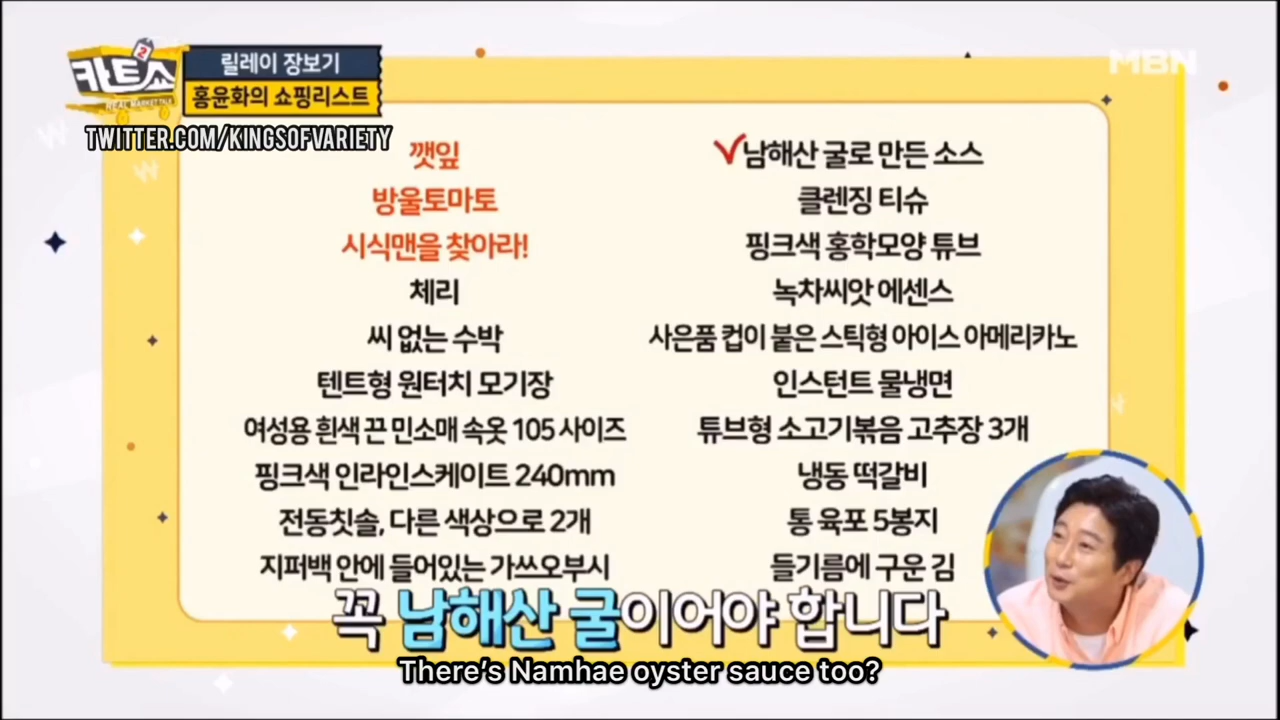 카트쇼
2
REAL MARKET TALK
릴레이 장보기
홍윤화의 쇼핑리스트
MBN
TWITTER.COM/KINGSOFVARIETY
깻잎
방울토마토
시식맨을 찾아라!
체리
씨 없는 수박
텐트형 원터치 모기장
여성용 흰색 끈 민소매 속옷 105 사이즈
핑크색 인라인스케이트 240mm
전동칫솔, 다른 색상으로 2개
지퍼백 안에 들어있는 가쓰오부시
남해산 굴로 만든 소스
클렌징 티슈
핑크색 홍학모양 튜브
녹차씨앗 에센스
사은품 컵이 붙은 스틱형 아이스 아메리카노
인스턴트 물냉면
튜브형 소고기볶음 고추장 3개
냉동 떡갈비
통 육포 5봉지
들기름에 구운 김
꼭 남해산 굴이어야 합니다
There's Namhae oyster sauce too?